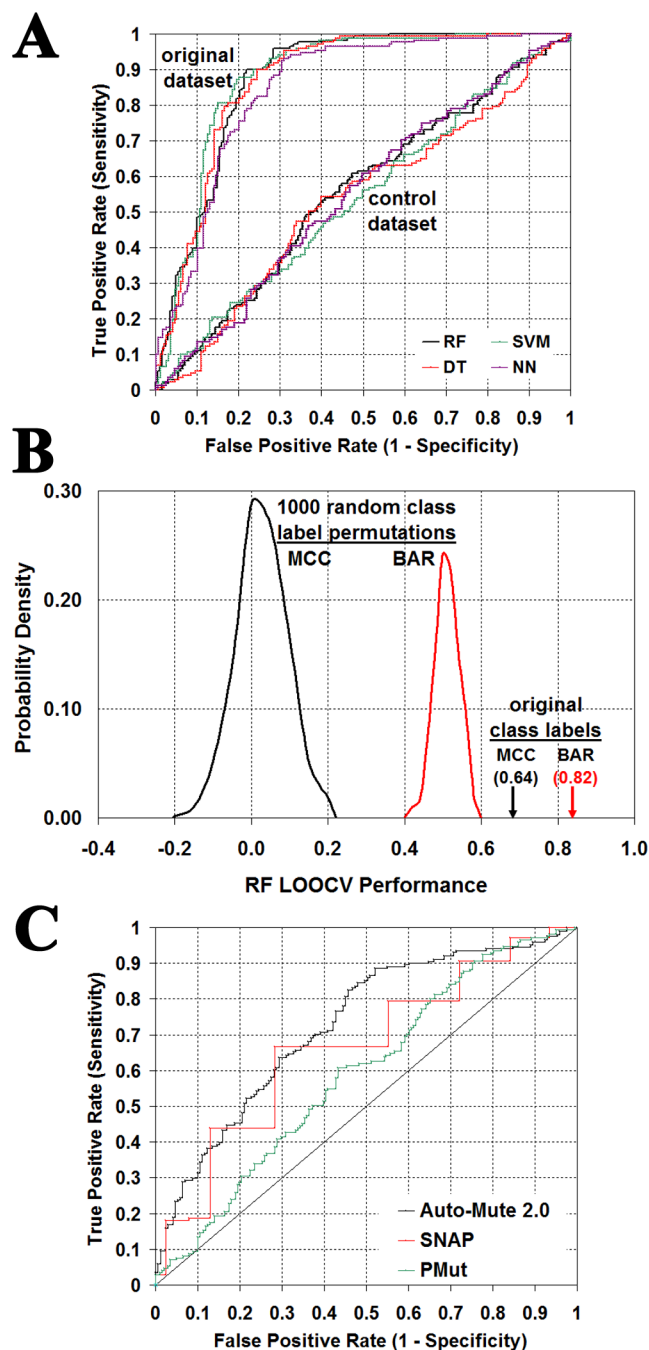 A
original
dataset
control
dataset
RF
SVM
DT
NN
True Positive Rate (Sensitivity)
1
0.9
0.8
0.7
0.6
0.5
0.4
0.3
0.2
0.1
0
0 0.1 0.2 0.3 0.4 0.5 0.6 0.7 0.8 0.9 1
False Positive Rate (1 - Specificity)
B
1000 random class
label permutations
MCC BAR
original
class labels
MCC BAR
(0.64) (0.82)
Probability Density
0.30
0.20
0.10
0.00
-0.4 -0.2 0.0 0.2 0.4 0.6 0.8 1.0
RF LOOCV Performance
C
Auto-Mute 2.0
SNAP
PMut
True Positive Rate (Sensitivity)
1
0.9
0.8
0.7
0.6
0.5
0.4
0.3
0.2
0.1
0
0 0.1 0.2 0.3 0.4 0.5 0.6 0.7 0.8 0.9 1
False Positive Rate (1 - Specificity)